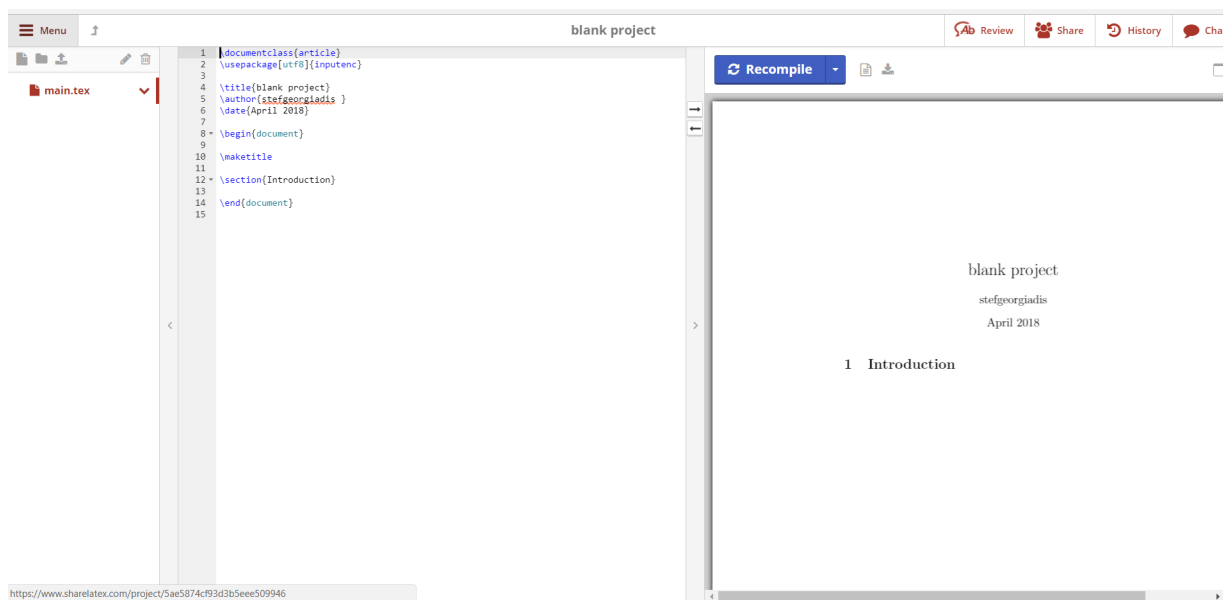 Menu
blank project
Review
Share
History
Cha
main.tex
1 \documentclass{article}
2 \usepackage[utf8]{inputenc}
3
4 \title{blank project}
5 \author{stefgeorgiadis }
6 \date{April 2018}
7
8 \begin{document}
9
10 \maketitle
11
12 \section{Introduction}
13
14 \end{document}
15
Recompile
blank project
stefgeorgiadis
April 2018
1 Introduction
https://www.sharelatex.com/project/5ae5874cf93d3b5eee509946